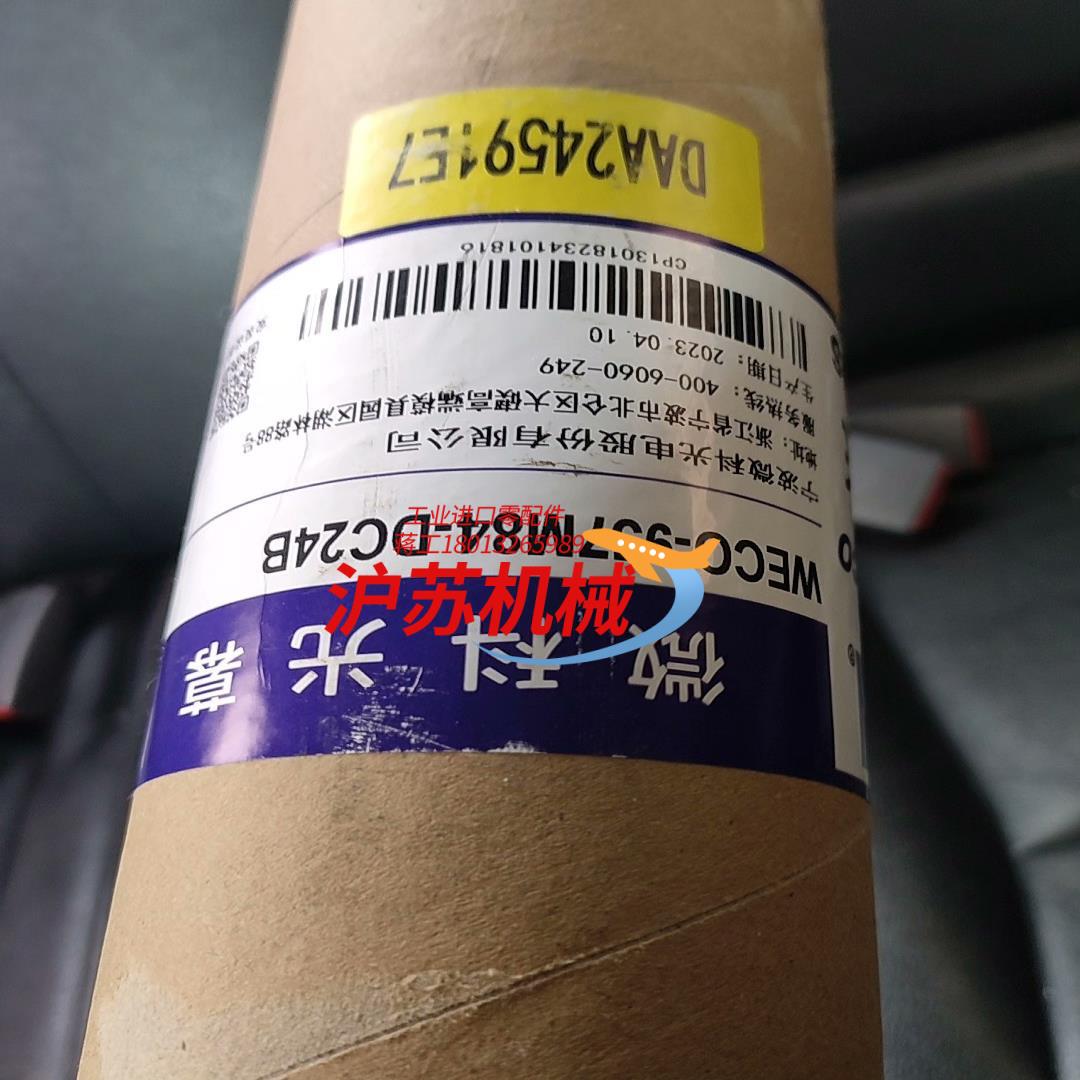 微科光幕
WECO-957M84-DC24B
宁波微科光电股份有限公司
地址：浙江省宁波市北仑区大碶高端模具园区湖林路88号
服务热线：400-6060-249
生产日期：2023.04.10
CP13018234101816
DAA24591E7
工业进口零配件
蒋工18013265989
沪苏机械